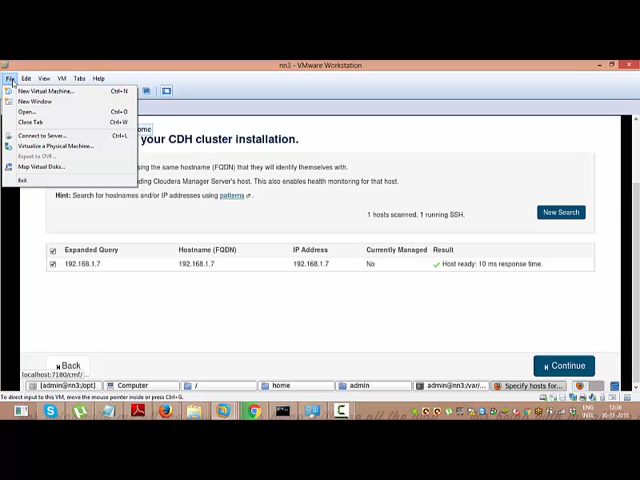 nn3 - VMware Workstation
File Edit View VM Tabs Help
New Virtual Machine... Ctrl+N
New Window
Open... Ctrl+O
Close Tab Ctrl+W
Connect to Server... Ctrl+L
Virtualize a Physical Machine...
Export to OVF...
Map Virtual Disks...
Exit
ome
your CDH cluster installation.
using the same hostname (FQDN) that they will identify themselves with.
ding Cloudera Manager Server's host. This also enables health monitoring for that host.
Hint: Search for hostnames and/or IP addresses using patterns
1 hosts scanned, 1 running SSH.
New Search
Expanded Query Hostname (FQDN) IP Address Currently Managed Result
192.168.1.7 192.168.1.7 192.168.1.7 No Host ready: 10 ms response time.
Back
Continue
localhost:7180/cmf/...
[admin@nn3:/opt] Computer / home admin admin@nn3:/var/... Specify hosts for...
To direct input to this VM, move the mouse pointer inside or press Ctrl+G.
ENG 12:36
INTL 30-11-2015